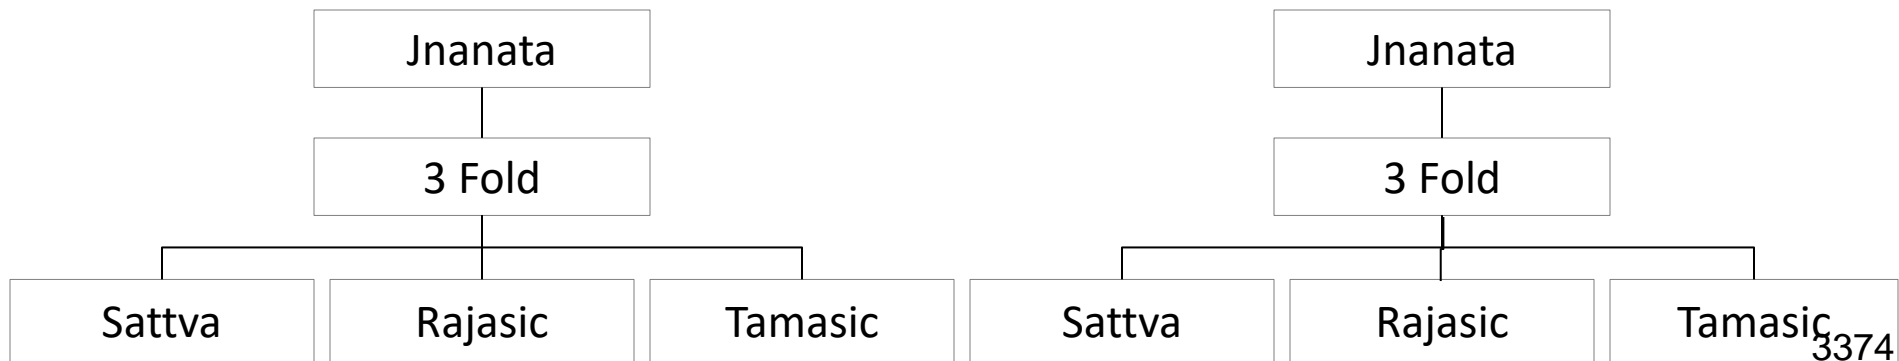 Jnanata
Jnanata
3 Fold
3 Fold
Sattva
Rajasic
Tamasic
Sattva
Rajasic
Tamasic
3374